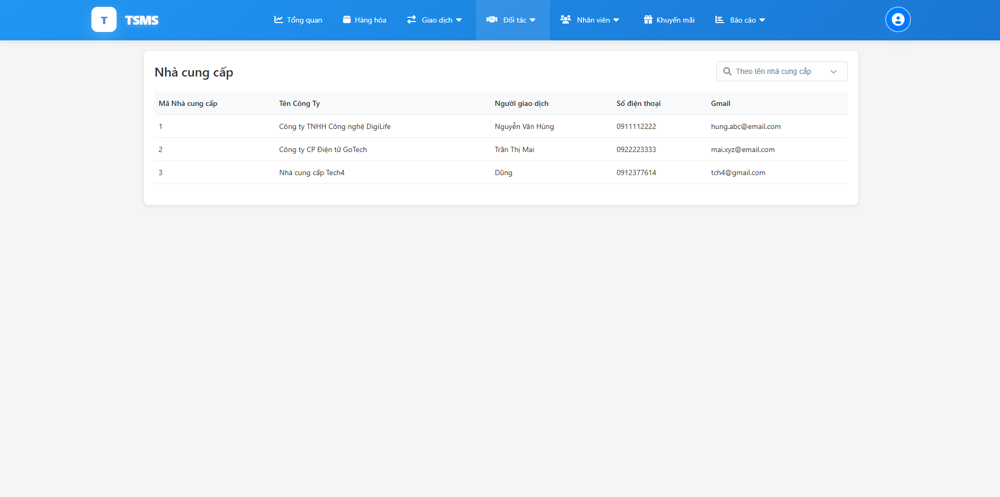 T TSMS Tổng quan Hàng hóa Giao dịch Đối tác Nhân viên Khuyến mãi Báo cáo
Nhà cung cấp Theo tên nhà cung cấp
Mã Nhà cung cấp Tên Công Ty Người giao dịch Số điện thoại Gmail
1 Công ty TNHH Công nghệ DigiLife Nguyễn Văn Hùng 0911112222 hung.abc@email.com
2 Công ty CP Điện tử GoTech Trần Thị Mai 0922223333 mai.xyz@email.com
3 Nhà cung cấp Tech4 Dũng 0912377614 tch4@gmail.com